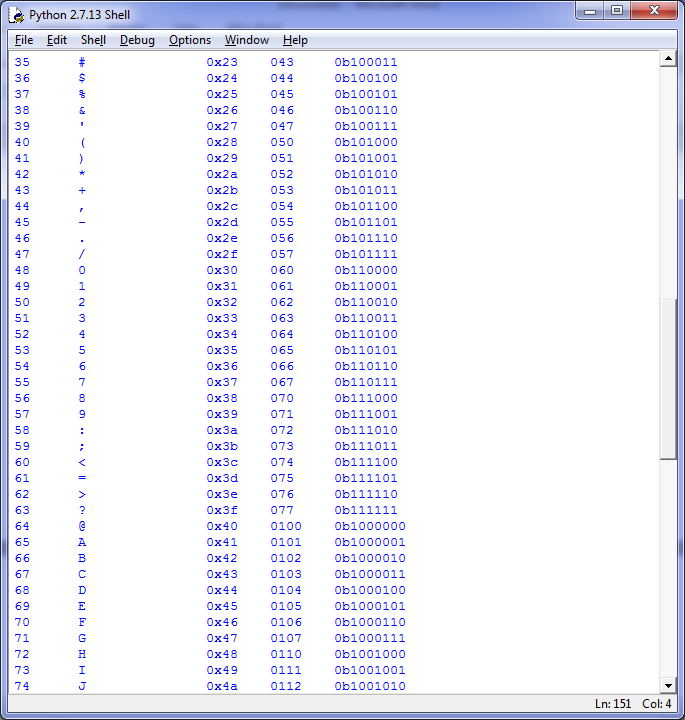 Python 2.7.13 Shell
File Edit Shell Debug Options Window Help
35 # 0x23 043 0b100011
36 $ 0x24 044 0b100100
37 % 0x25 045 0b100101
38 & 0x26 046 0b100110
39 ' 0x27 047 0b100111
40 ( 0x28 050 0b101000
41 ) 0x29 051 0b101001
42 * 0x2a 052 0b101010
43 + 0x2b 053 0b101011
44 , 0x2c 054 0b101100
45 - 0x2d 055 0b101101
46 . 0x2e 056 0b101110
47 / 0x2f 057 0b101111
48 0 0x30 060 0b110000
49 1 0x31 061 0b110001
50 2 0x32 062 0b110010
51 3 0x33 063 0b110011
52 4 0x34 064 0b110100
53 5 0x35 065 0b110101
54 6 0x36 066 0b110110
55 7 0x37 067 0b110111
56 8 0x38 070 0b111000
57 9 0x39 071 0b111001
58 : 0x3a 072 0b111010
59 ; 0x3b 073 0b111011
60 < 0x3c 074 0b111100
61 = 0x3d 075 0b111101
62 > 0x3e 076 0b111110
63 ? 0x3f 077 0b111111
64 @ 0x40 0100 0b1000000
65 A 0x41 0101 0b1000001
66 B 0x42 0102 0b1000010
67 C 0x43 0103 0b1000011
68 D 0x44 0104 0b1000100
69 E 0x45 0105 0b1000101
70 F 0x46 0106 0b1000110
71 G 0x47 0107 0b1000111
72 H 0x48 0110 0b1001000
73 I 0x49 0111 0b1001001
74 J 0x4a 0112 0b1001010
Ln: 151 Col: 4